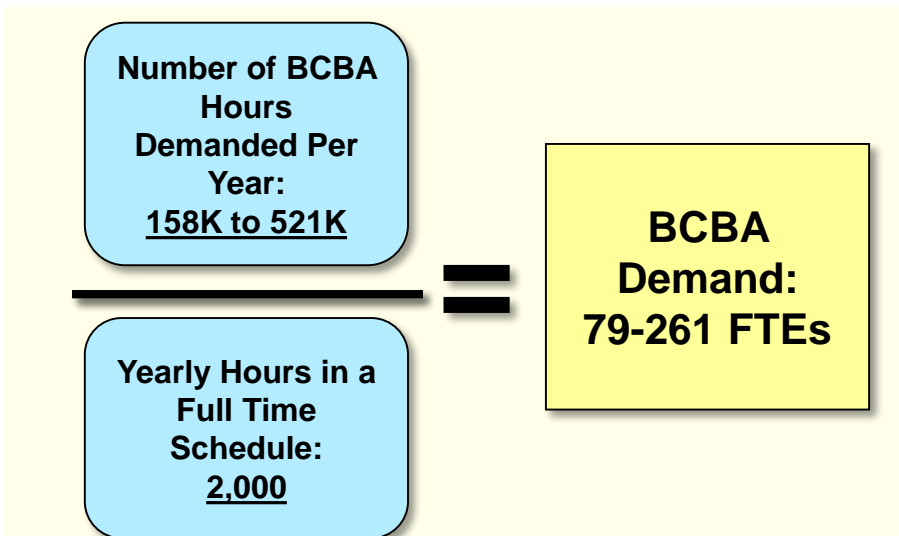 Number of BCBA
Hours
Demanded Per
Year:
158K to 521K
=
BCBA
Demand:
79-261 FTEs
Yearly Hours in a
Full Time
Schedule:
2,000